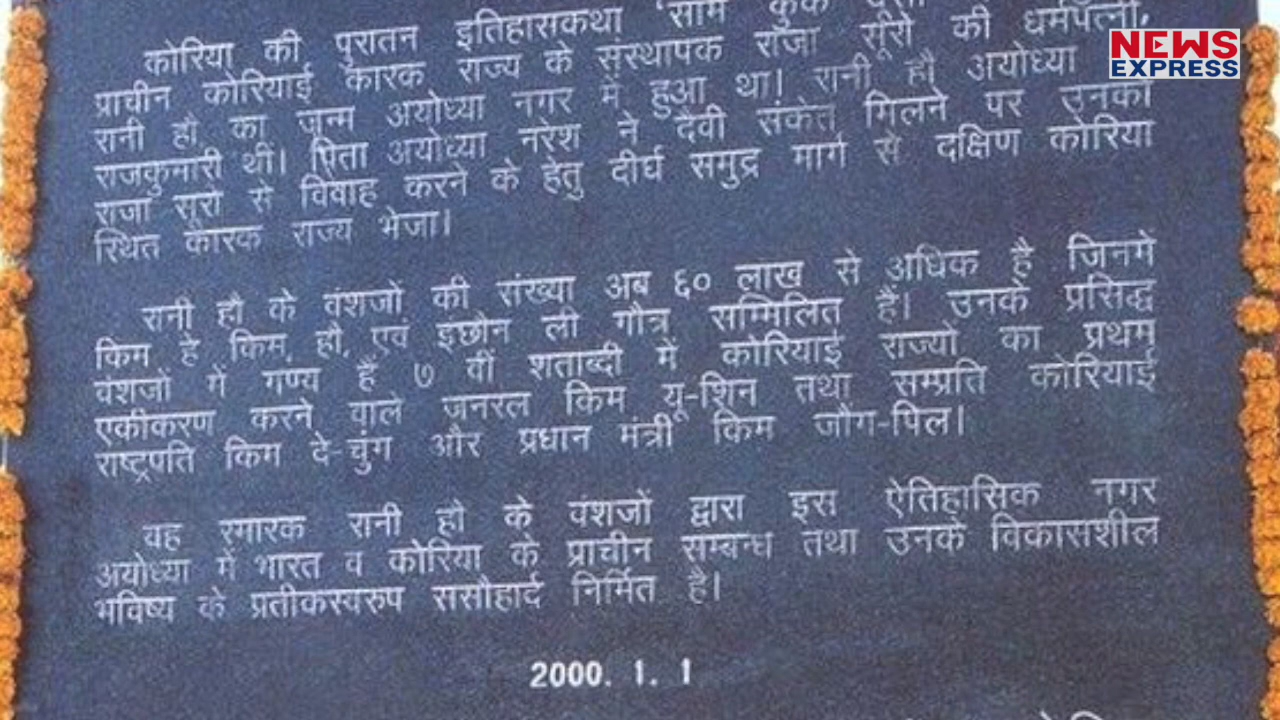 कोरिया की पुरातन इतिहासकथा 'साम कुक
प्राचीन कोरियाई कारक राज्य के संस्थापक राजा सूरो की धर्मपत्नी,
रानी हौ का जन्म अयोध्या नगर में हुआ था। रानी हौ अयोध्या
राजकुमारी थीं। पिता अयोध्या नरेश ने दैवी संकेत मिलने पर उनको
राजा सूरो से विवाह करने के हेतु दीर्घ समुद्र मार्ग से दक्षिण कोरिया
स्थित कारक राज्य भेजा।
रानी हौ के वंशजों की संख्या अब ६० लाख से अधिक है जिनमें
किम हे किम, हौ, एवं इछौन ली गौत्र सम्मिलित हैं। उनके प्रसिद्ध
वंशजों में गण्य हैं ७ वीं शताब्दी में कोरियाई राज्यों का प्रथम
एकीकरण करने वाले जनरल किम यू-शिन तथा सम्प्रति कोरियाई
राष्ट्रपति किम दे-चुंग और प्रधान मंत्री किम जौंग-पिल।
यह स्मारक रानी हौ के वंशजों द्वारा इस ऐतिहासिक नगर
अयोध्या में भारत व कोरिया के प्राचीन सम्बन्ध तथा उनके विकासशील
भविष्य के प्रतीकस्वरुप ससौहार्द निर्मित है।
2000. 1. 1
NEWS
EXPRESS